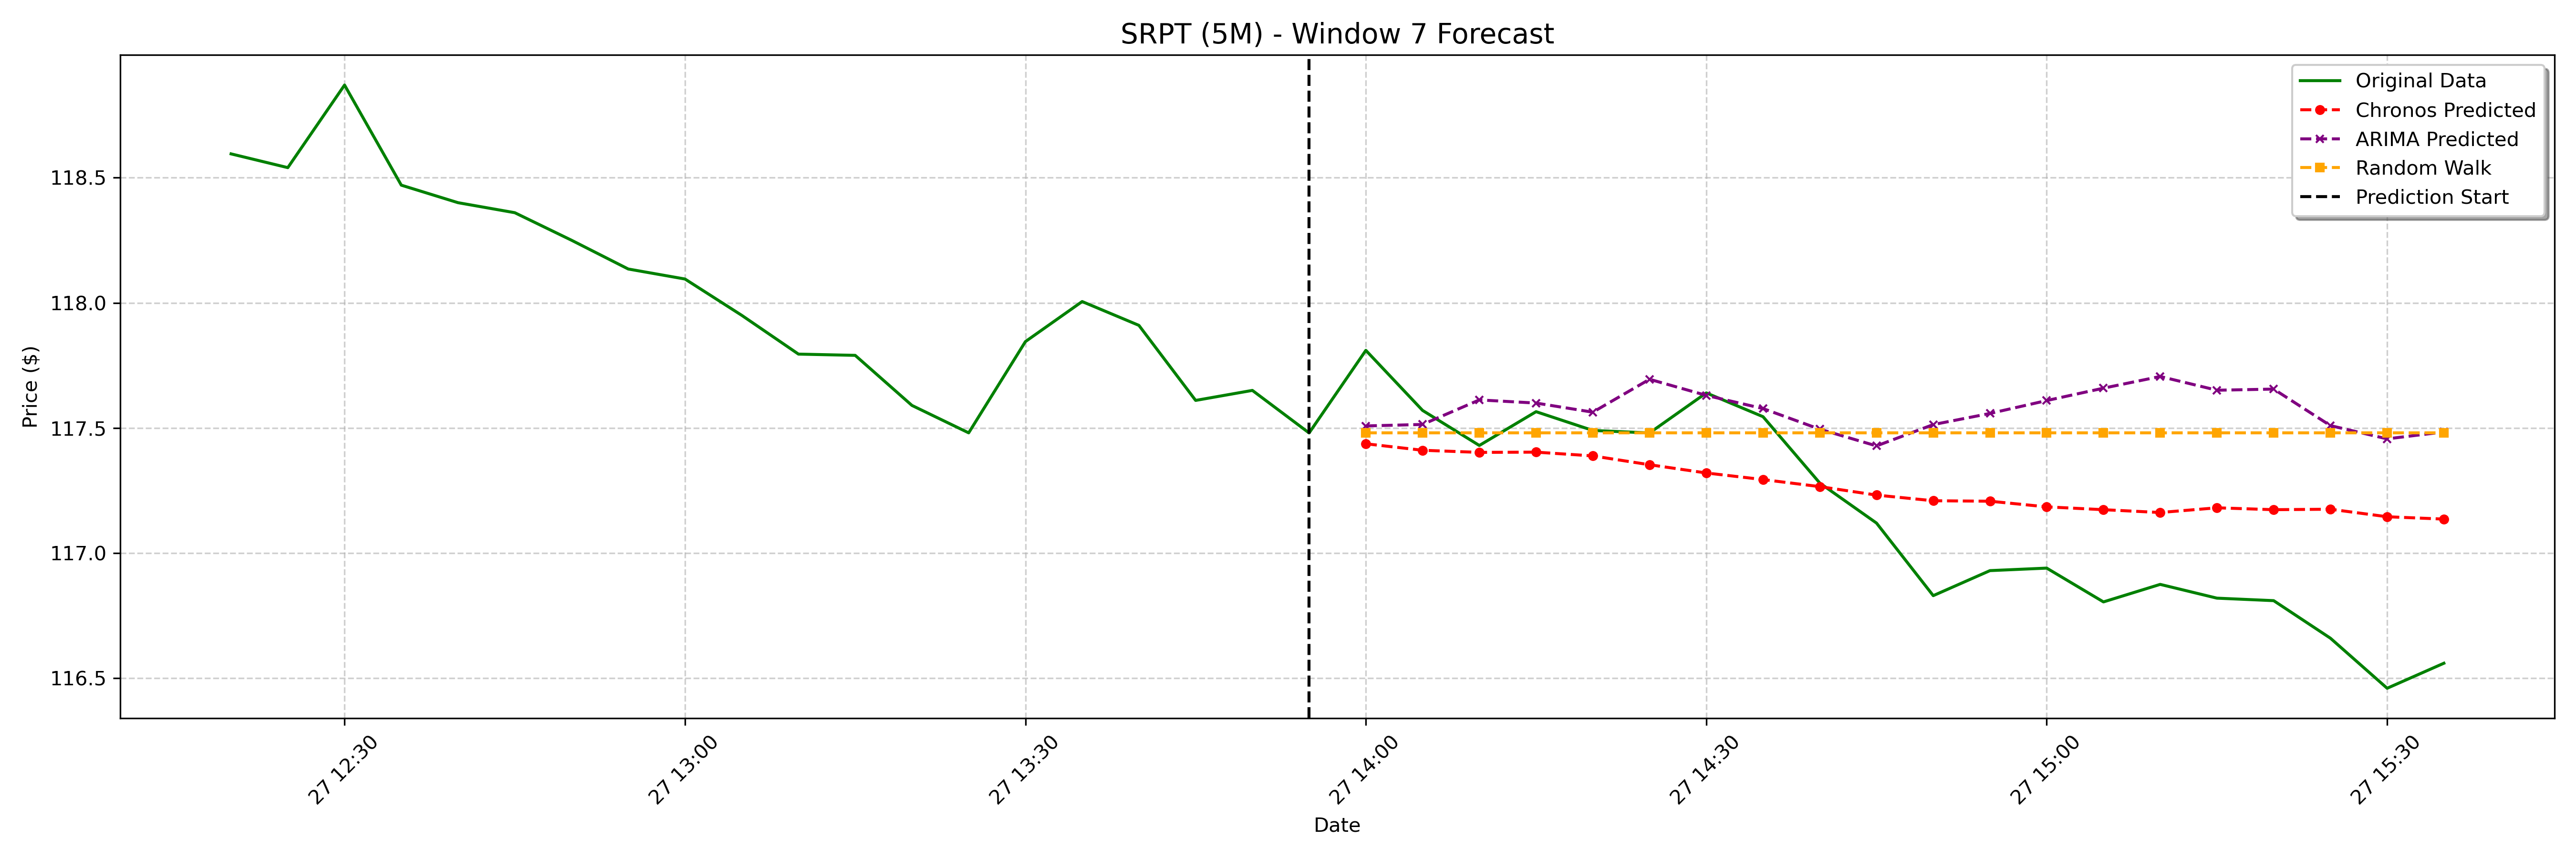 SRPT (5M) - Window 7 Forecast
Original Data
Chronos Predicted
ARIMA Predicted
Random Walk
Prediction Start
Price ($)
118.5
118.0
117.5
117.0
116.5
27 12:30
27 13:00
27 13:30
27 14:00
27 14:30
27 15:00
27 15:30
Date